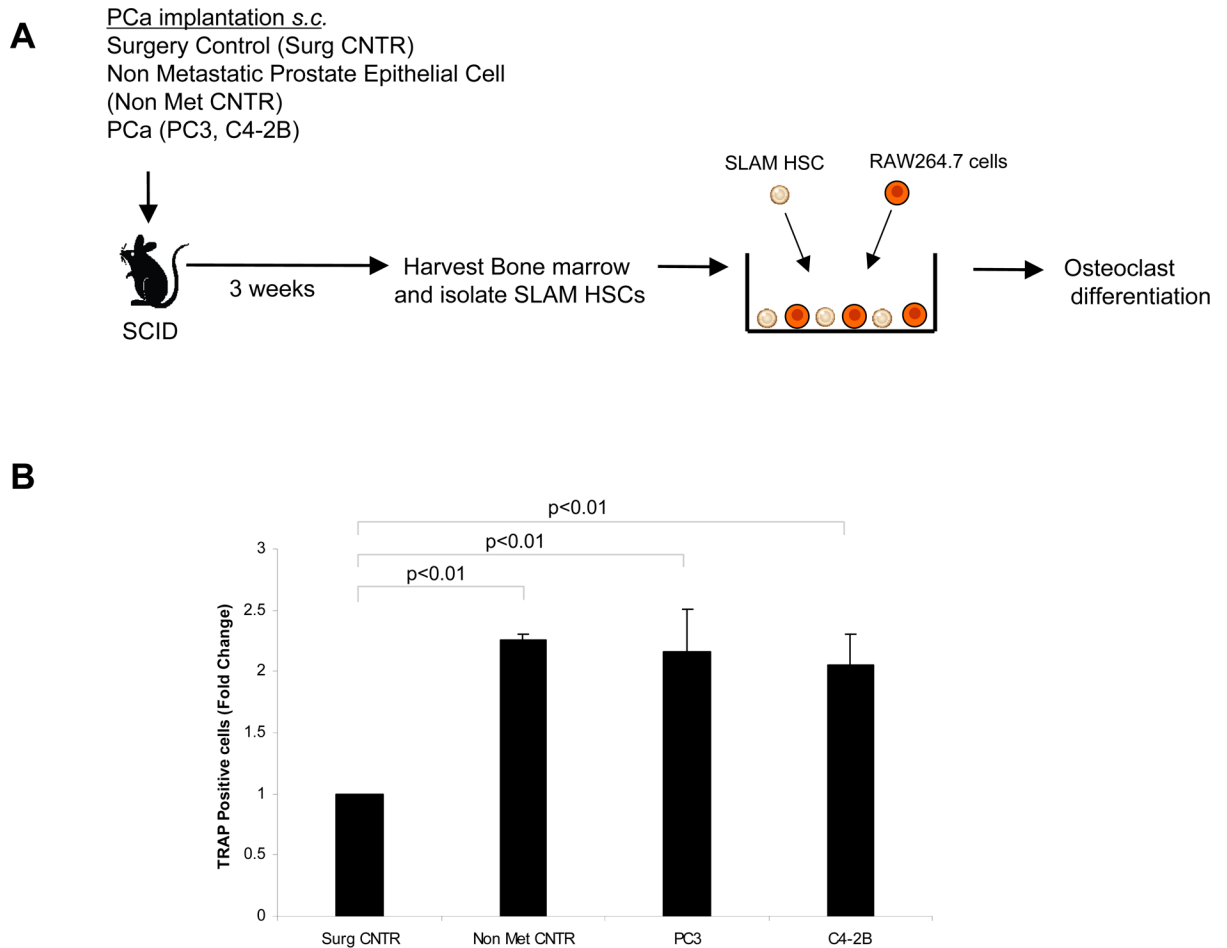 A
PCa implantation s.c.
Surgery Control (Surg CNTR)
Non Metastatic Prostate Epithelial Cell
(Non Met CNTR)
PCa (PC3, C4-2B)
SLAM HSC
RAW264.7 cells
3 weeks
Harvest Bone marrow
and isolate SLAM HSCs
Osteoclast
differentiation
SCID
B
p<0.01
p<0.01
p<0.01
TRAP Positive cells (Fold Change)
3
2.5
2
1.5
1
0.5
0
Surg CNTR
Non Met CNTR
PC3
C4-2B